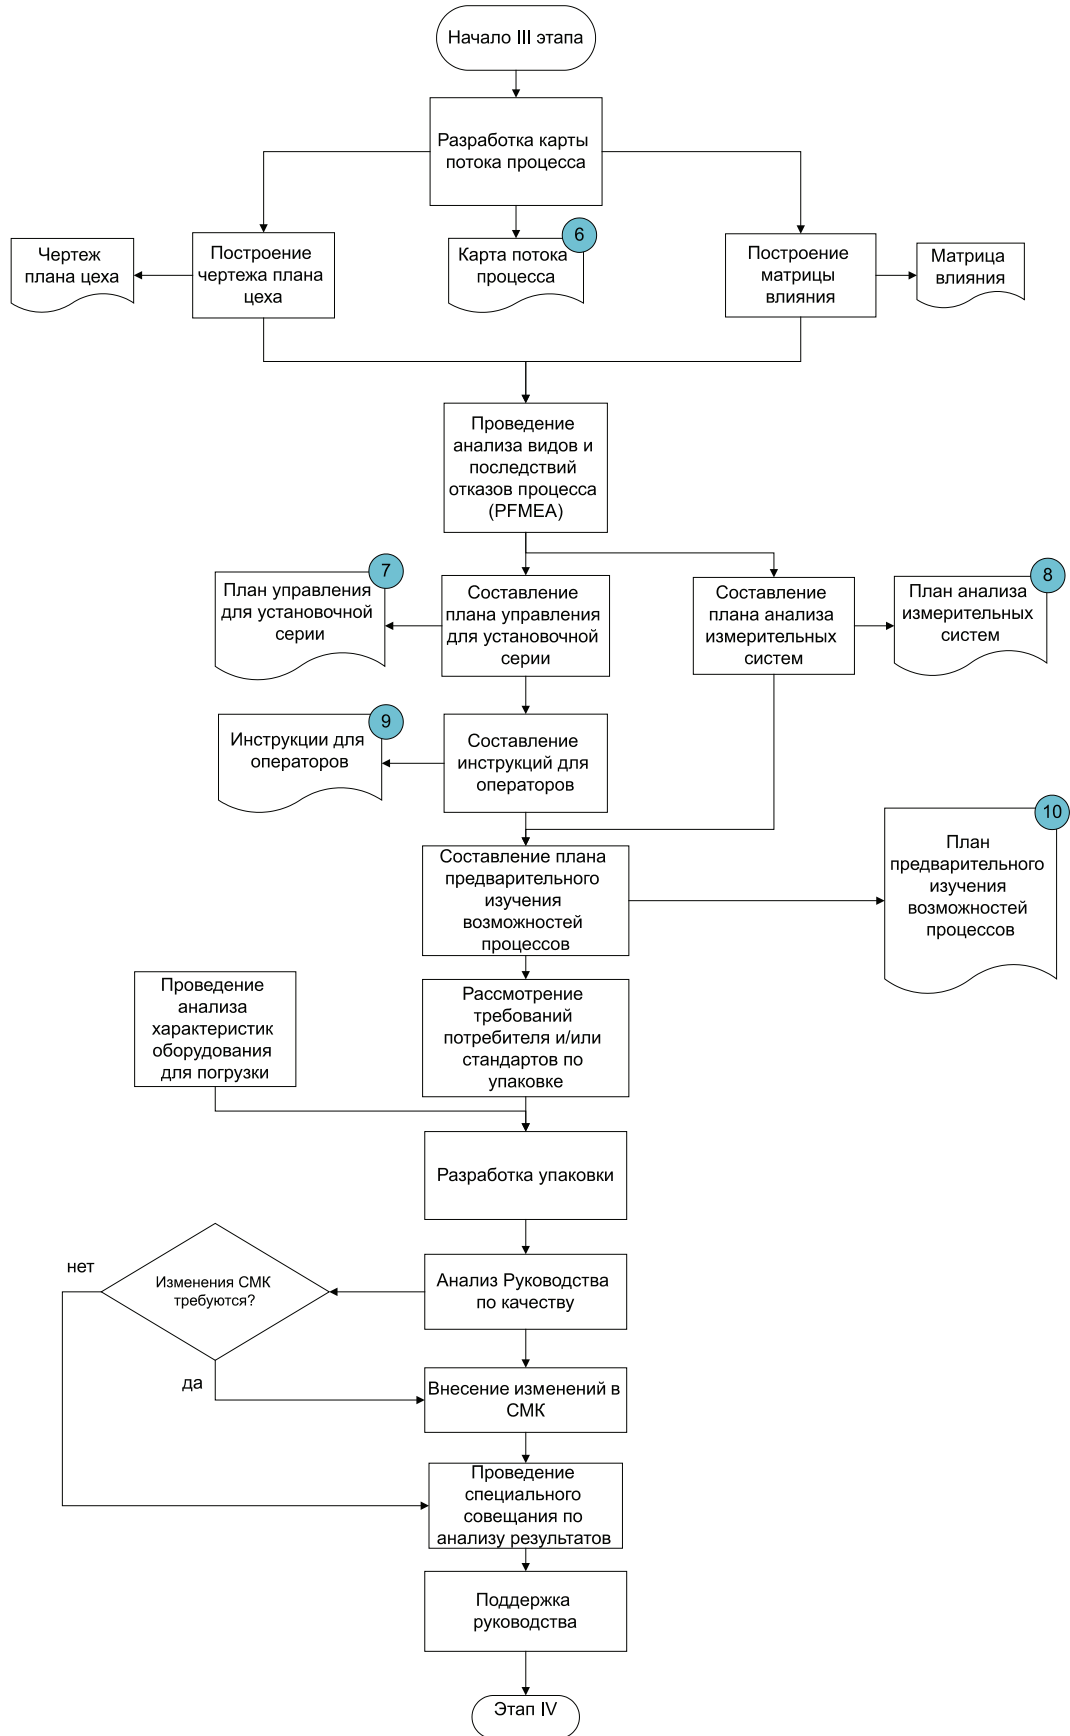 Начало III этапа
Разработка карты
потока процесса
Чертеж
плана цеха
Построение
чертежа плана
цеха
6
Карта потока
процесса
Построение
матрицы
влияния
Матрица
влияния
Проведение
анализа видов и
последствий
отказов процесса
(PFMEA)
7
План управления
для установочной
серии
Составление
плана управления
для установочной
серии
Составление
плана анализа
измерительных
систем
8
План анализа
измерительных
систем
9
Инструкции для
операторов
Составление
инструкций для
операторов
Составление плана
предварительного
изучения
возможностей
процессов
10
План
предварительного
изучения
возможностей
процессов
Проведение
анализа
характеристик
оборудования
для погрузки
Рассмотрение
требований
потребителя и/или
стандартов по
упаковке
Разработка упаковки
нет
Изменения СМК
требуются?
Анализ Руководства
по качеству
да
Внесение изменений в
СМК
Проведение
специального
совещания по
анализу результатов
Поддержка
руководства
Этап IV